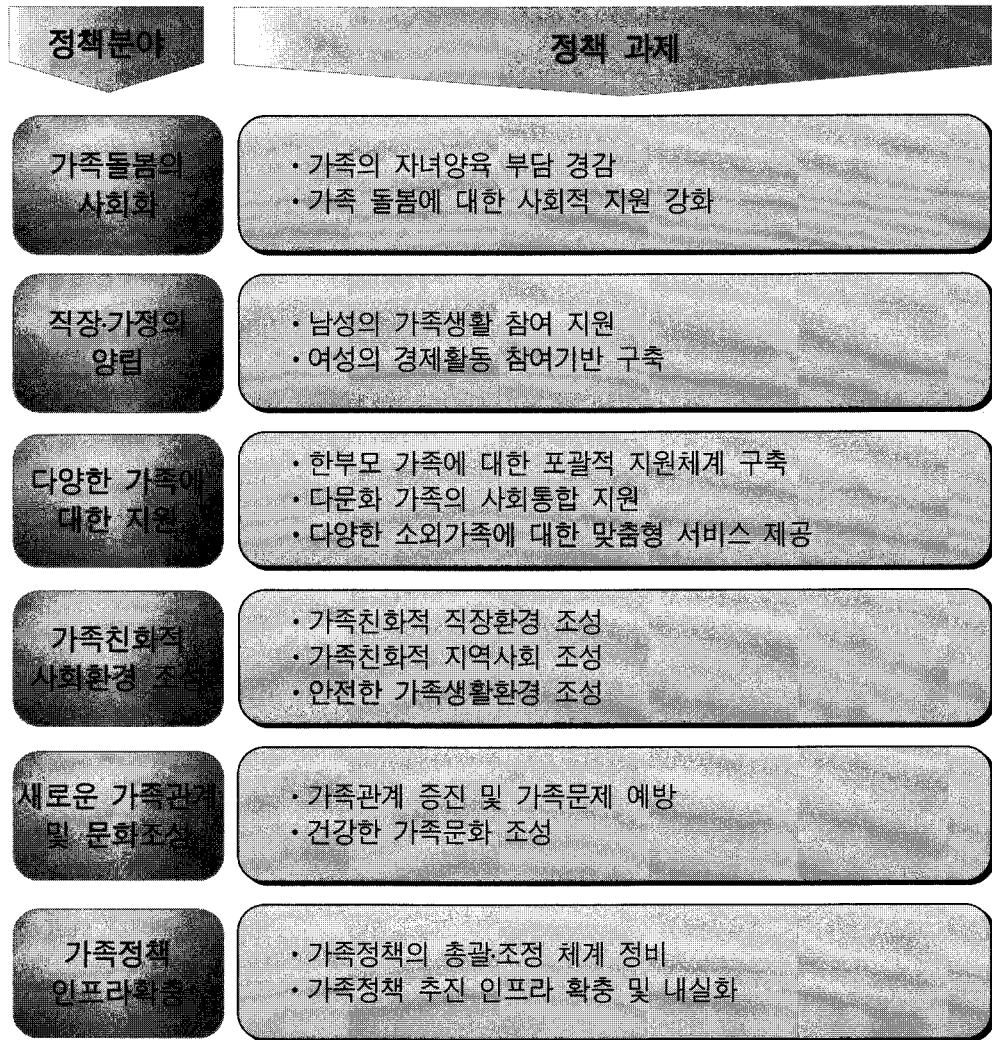 정책분야
정책 과제
가족돌봄의
사회화
· 가족의 자녀양육 부담 경감
· 가족 돌봄에 대한 사회적 지원 강화
직장·가정의
양립
· 남성의 가족생활 참여 지원
· 여성의 경제활동 참여기반 구축
다양한 가족에
대한 지원
· 한부모 가족에 대한 포괄적 지원체계 구축
· 다문화 가족의 사회통합 지원
· 다양한 소외가족에 대한 맞춤형 서비스 제공
가족친화적
사회환경 조성
· 가족친화적 직장환경 조성
· 가족친화적 지역사회 조성
· 안전한 가족생활환경 조성
새로운 가족관계
및 문화조성
· 가족관계 증진 및 가족문제 예방
· 건강한 가족문화 조성
가족정책
인프라확충
· 가족정책의 총괄·조정 체계 정비
· 가족정책 추진 인프라 확충 및 내실화